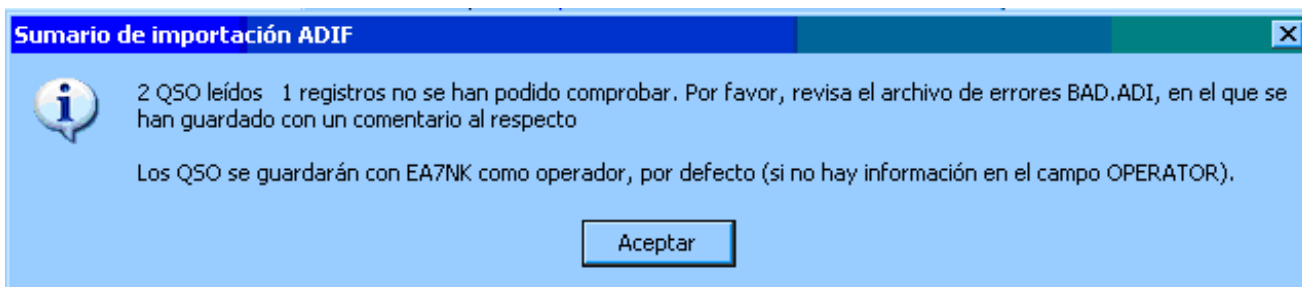 Sumario de importación ADIF
2 QSO leídos   1 registros no se han podido comprobar. Por favor, revisa el archivo de errores BAD.ADI, en el que se
han guardado con un comentario al respecto
Los QSO se guardarán con EA7NK como operador, por defecto (si no hay información en el campo OPERATOR).
Aceptar